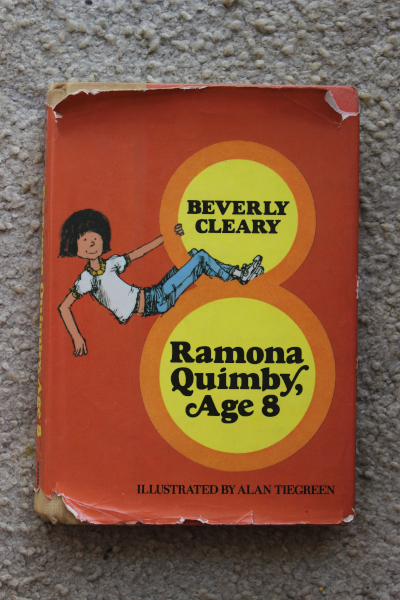 BEVERLY
CLEARY
Ramona
Quimby,
Age 8
ILLUSTRATED BY ALAN TIEGREEN